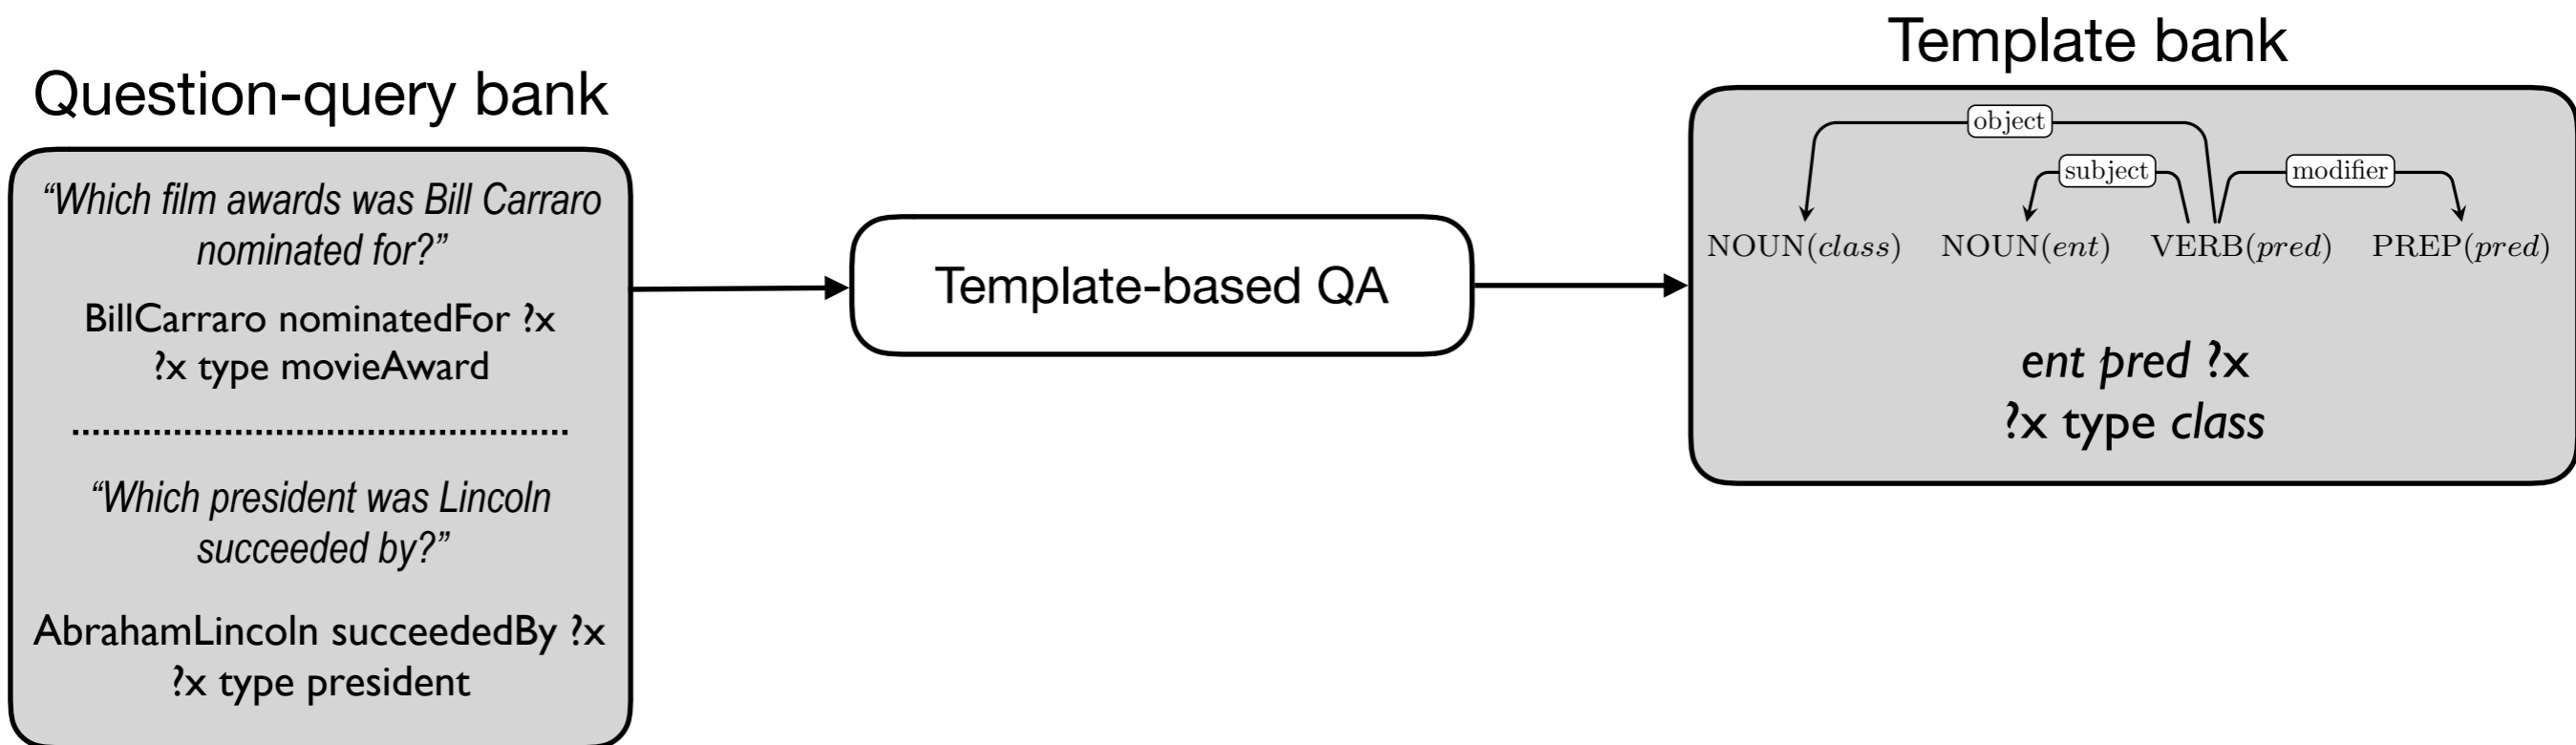 Question-query bank
“Which film awards was Bill Carraro
nominated for?”
BillCarraro nominatedFor ?x
?x type movieAward
“Which president was Lincoln
succeeded by?”
AbrahamLincoln succeededBy ?x
?x type president
Template-based QA
Template bank
object
subject
modifier
NOUN(class) NOUN(ent) VERB(pred) PREP(pred)
ent pred ?x
?x type class